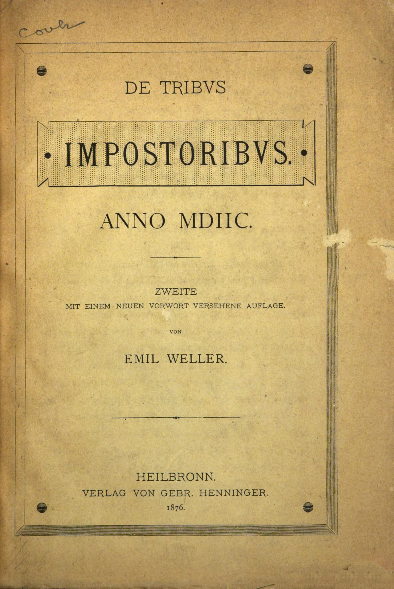 DE TRIBVS
IMPOSTORIBVS.
ANNO MDIIC.
ZWEITE
MIT EINEM NEUEN VORWORT VERSEHENE AUFLAGE.
VON
EMIL WELLER.
HEILBRONN.
VERLAG VON GEBR. HENNINGER.
1876.